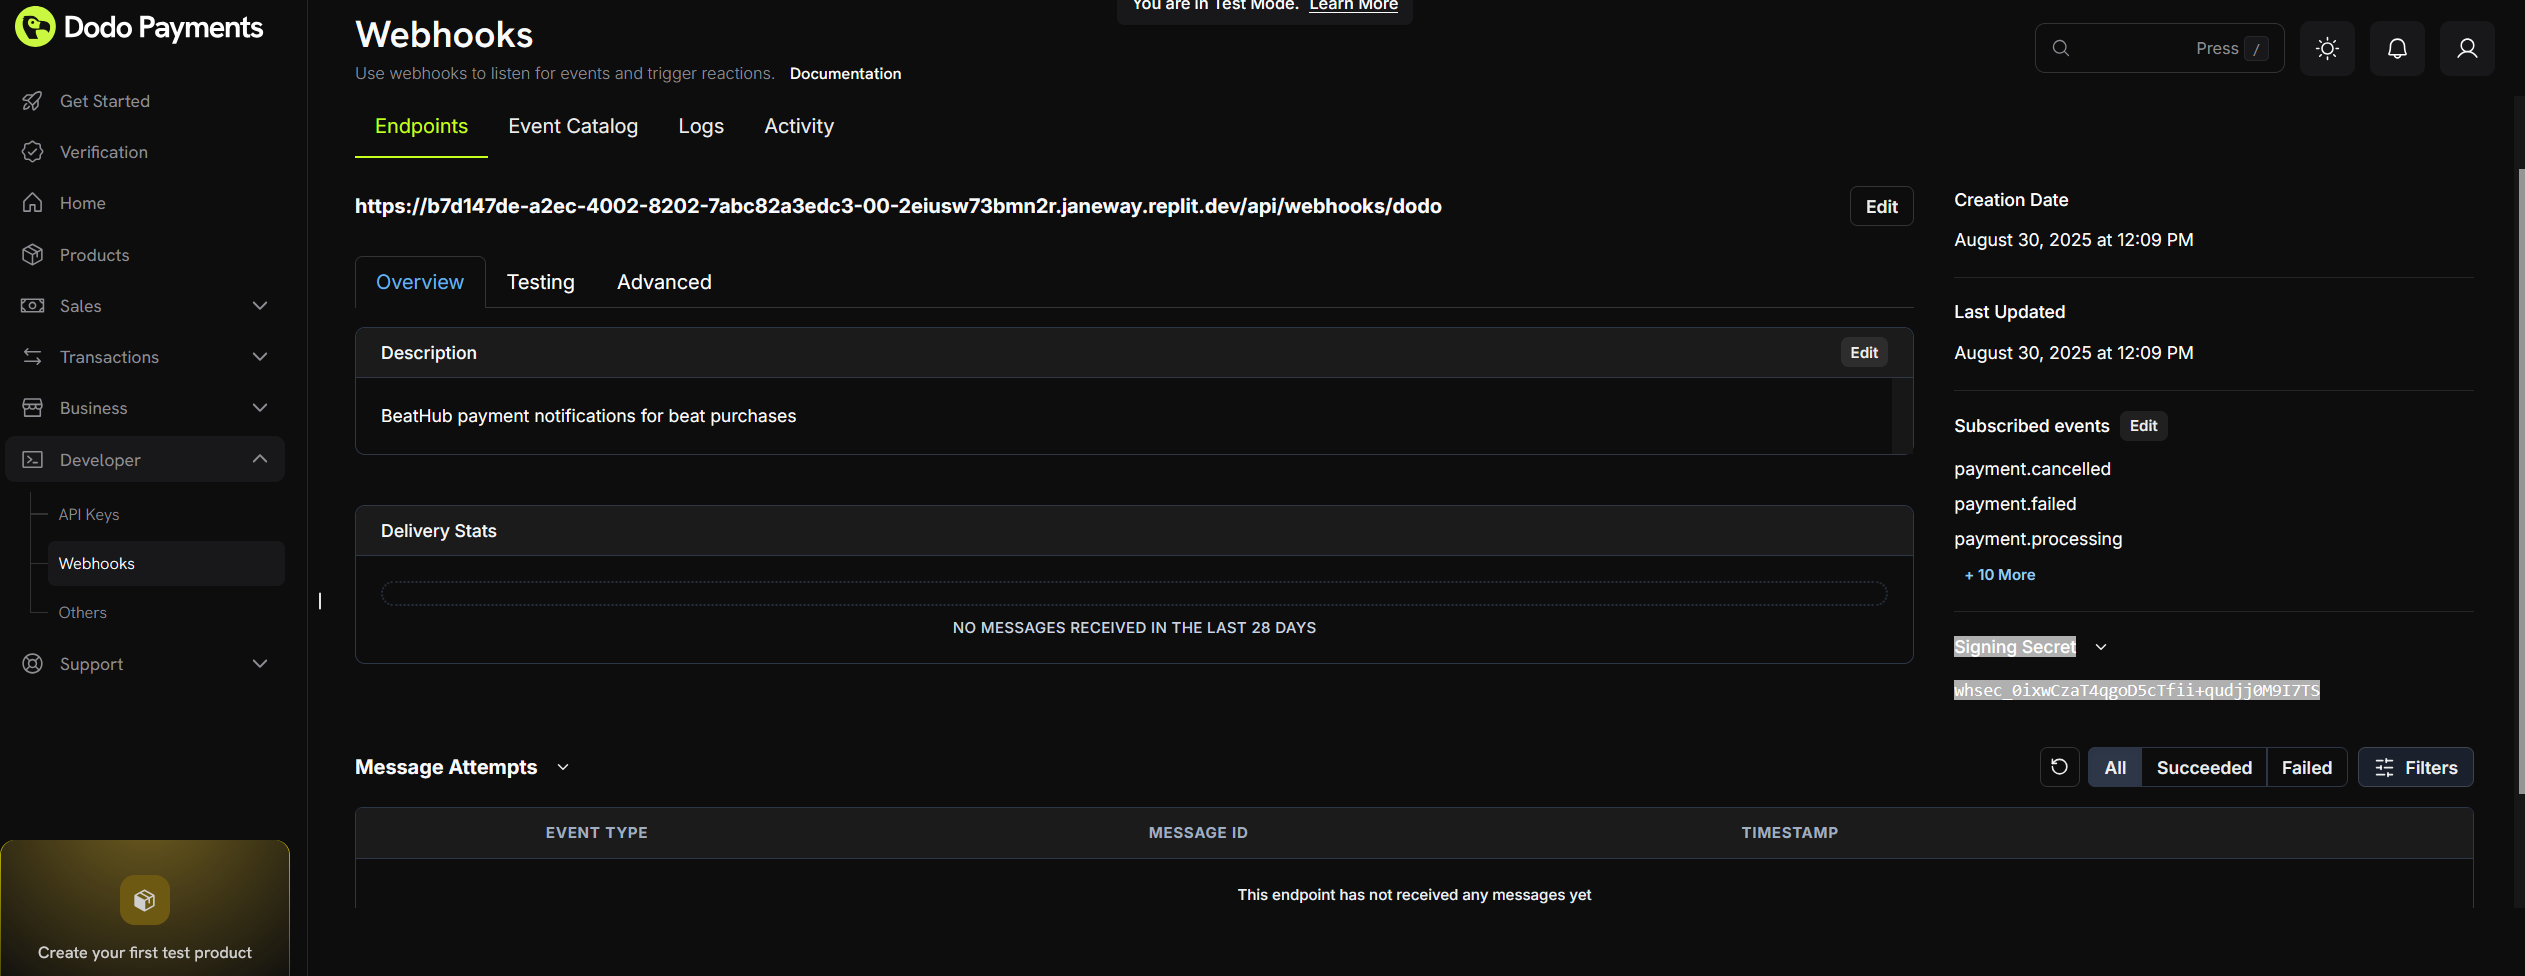 Dodo Payments
Get Started
Verification
Home
Products
Sales
Transactions
Business
Developer
API Keys
Webhooks
Others
Support
Create your first test product
You are in Test Mode. Learn More
Webhooks
Use webhooks to listen for events and trigger reactions. Documentation
Press /
Endpoints Event Catalog Logs Activity
https://b7d147de-a2ec-4002-8202-7abc82a3edc3-00-2eiusw73bmn2r.janeway.replit.dev/api/webhooks/dodo
Edit
Overview Testing Advanced
Description
Edit
BeatHub payment notifications for beat purchases
Delivery Stats
NO MESSAGES RECEIVED IN THE LAST 28 DAYS
Creation Date
August 30, 2025 at 12:09 PM
Last Updated
August 30, 2025 at 12:09 PM
Subscribed events Edit
payment.cancelled
payment.failed
payment.processing
+ 10 More
Signing Secret
whsec_0ixwCzaT4qgoD5cTfii+qudjj0M9I7TS
Message Attempts
All Succeeded Failed Filters
EVENT TYPE MESSAGE ID TIMESTAMP
This endpoint has not received any messages yet